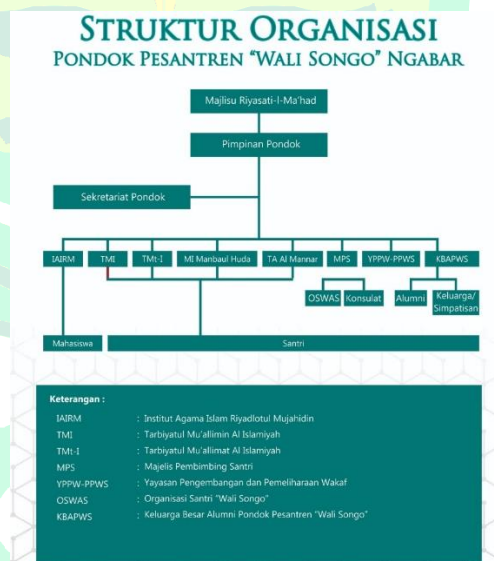 STRUKTUR ORGANISASI
PONDOK PESANTREN "WALI SONGO" NGABAR
Majlisu Riyasati-l-Ma'had
Pimpinan Pondok
Sekretariat Pondok
IAIRM
TMI
TMt-I
MI Manbaul Huda
TA Al Mannar
MPS
YPPW-PPWS
KBAPWS
OSWAS
Konsulat
Alumni
Keluarga/
Simpatisan
Mahasiswa
Santri
Keterangan :
IAIRM : Institut Agama Islam Riyadlotul Mujahidin
TMI : Tarbiyatul Mu'allimin Al Islamiyah
TMt-I : Tarbiyatul Mu'allimat Al Islamiyah
MPS : Majelis Pembimbing Santri
YPPW-PPWS : Yayasan Pengembangan dan Pemeliharaan Wakaf
OSWAS : Organisasi Santri "Wali Songo"
KBAPWS : Keluarga Besar Alumni Pondok Pesantren "Wali Songo"